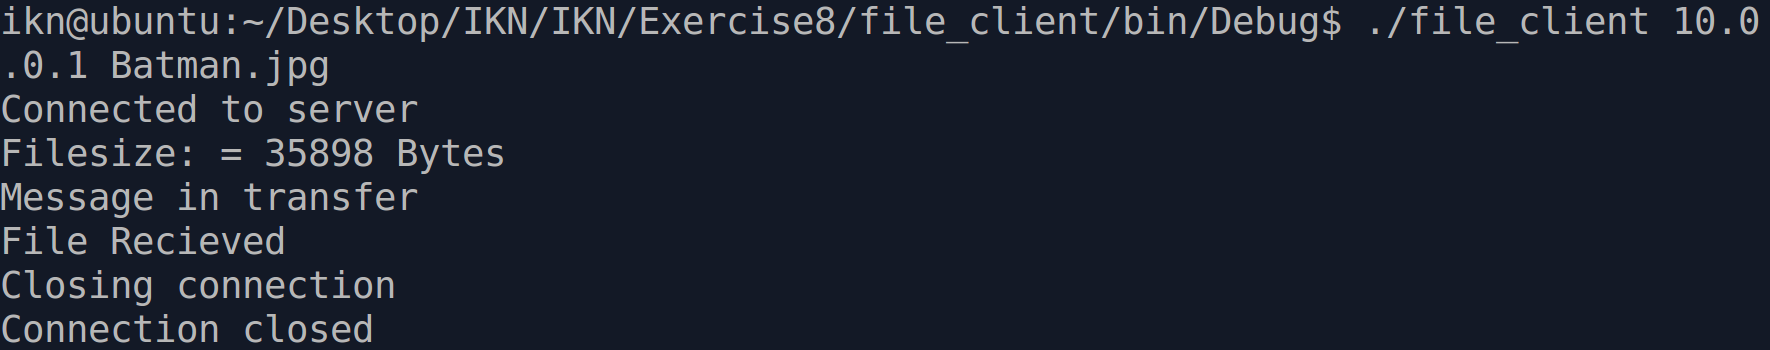 ikn@ubuntu:~/Desktop/IKN/IKN/Exercise8/file_client/bin/Debug$ ./file_client 10.0
.0.1 Batman.jpg
Connected to server
Filesize: = 35898 Bytes
Message in transfer
File Recieved
Closing connection
Connection closed